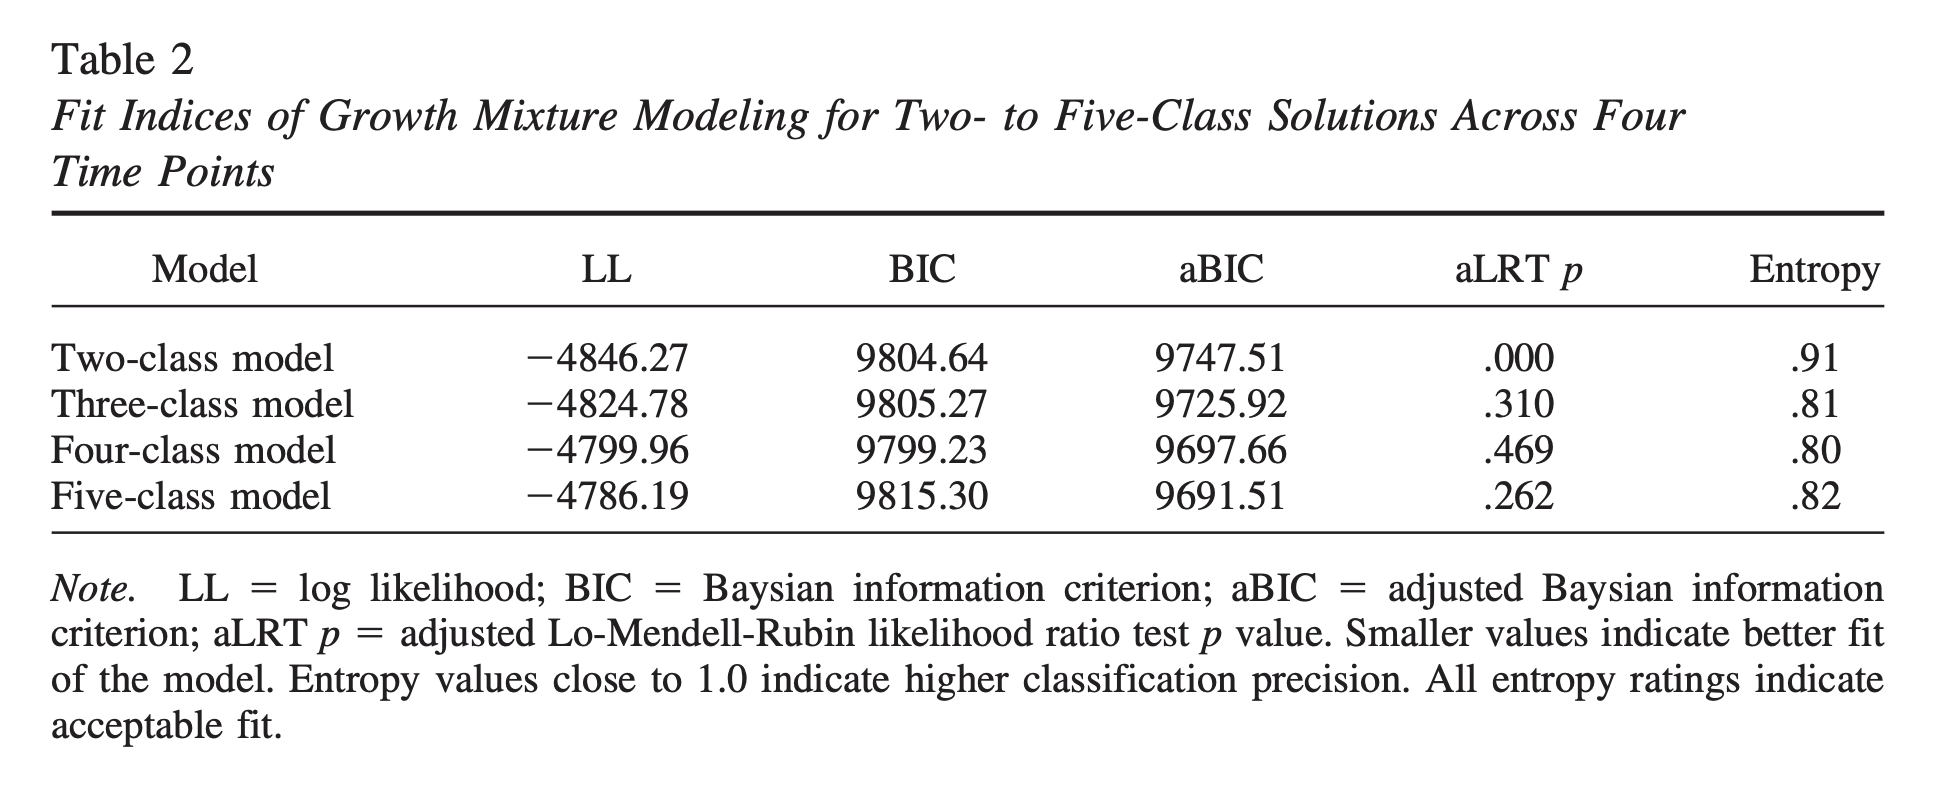 Table 2
Fit Indices of Growth Mixture Modeling for Two- to Five-Class Solutions Across Four
Time Points
Model LL BIC aBIC aLRT p Entropy
Two-class model −4846.27 9804.64 9747.51 .000 .91
Three-class model −4824.78 9805.27 9725.92 .310 .81
Four-class model −4799.96 9799.23 9697.66 .469 .80
Five-class model −4786.19 9815.30 9691.51 .262 .82
Note. LL = log likelihood; BIC = Baysian information criterion; aBIC = adjusted Baysian information
criterion; aLRT p = adjusted Lo-Mendell-Rubin likelihood ratio test p value. Smaller values indicate better fit
of the model. Entropy values close to 1.0 indicate higher classification precision. All entropy ratings indicate
acceptable fit.